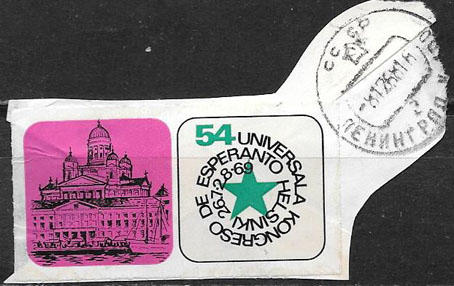 54 UNIVERSALA KONGRESO DE ESPERANTO HELSINKI
26.7-2.8-69
СССР
ЛЕНИНГРАД